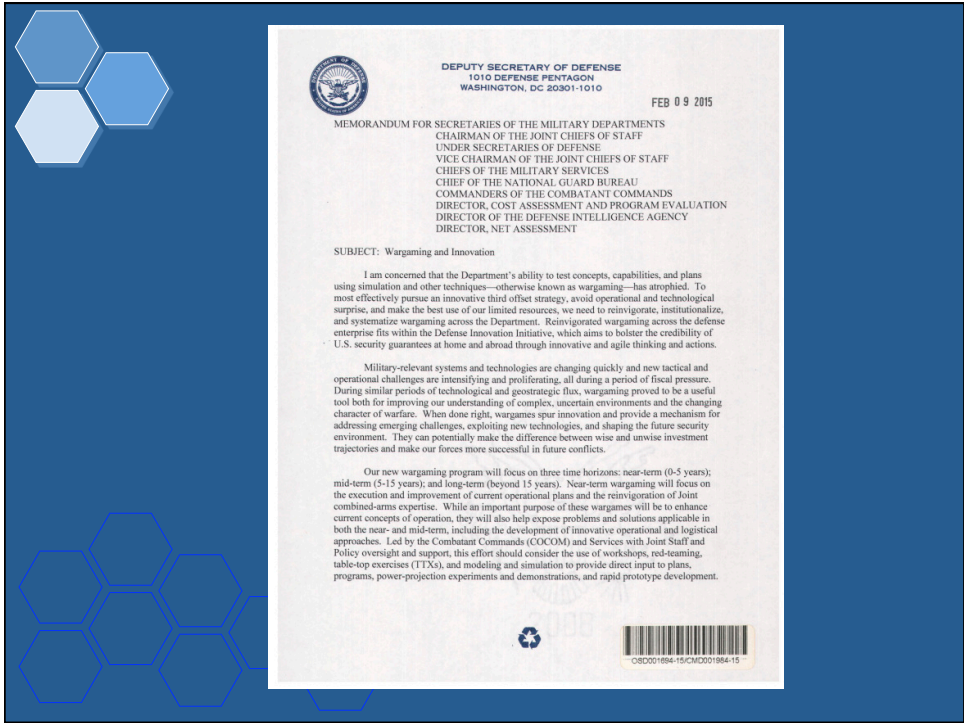 DEPUTY SECRETARY OF DEFENSE
1010 DEFENSE PENTAGON
WASHINGTON, DC 20301-1010
FEB 09 2015
MEMORANDUM FOR SECRETARIES OF THE MILITARY DEPARTMENTS
CHAIRMAN OF THE JOINT CHIEFS OF STAFF
UNDER SECRETARIES OF DEFENSE
VICE CHAIRMAN OF THE JOINT CHIEFS OF STAFF
CHIEFS OF THE MILITARY SERVICES
CHIEF OF THE NATIONAL GUARD BUREAU
COMMANDERS OF THE COMBATANT COMMANDS
DIRECTOR, COST ASSESSMENT AND PROGRAM EVALUATION
DIRECTOR OF THE DEFENSE INTELLIGENCE AGENCY
DIRECTOR, NET ASSESSMENT
SUBJECT: Wargaming and Innovation
I am concerned that the Department's ability to test concepts, capabilities, and plans
using simulation and other techniques—otherwise known as wargaming—has atrophied. To
most effectively pursue an innovative third offset strategy, avoid operational and technological
surprise, and make the best use of our limited resources, we need to reinvigorate, institutionalize,
and systematize wargaming across the Department. Reinvigorated wargaming across the defense
enterprise fits within the Defense Innovation Initiative, which aims to bolster the credibility of
U.S. security guarantees at home and abroad through innovative and agile thinking and actions.
Military-relevant systems and technologies are changing quickly and new tactical and
operational challenges are intensifying and proliferating, all during a period of fiscal pressure.
During similar periods of technological and geostrategic flux, wargaming proved to be a useful
tool both for improving our understanding of complex, uncertain environments and the changing
character of warfare. When done right, wargames spur innovation and provide a mechanism for
addressing emerging challenges, exploiting new technologies, and shaping the future security
environment. They can potentially make the difference between wise and unwise investment
trajectories and make our forces more successful in future conflicts.
Our new wargaming program will focus on three time horizons: near-term (0-5 years);
mid-term (5-15 years); and long-term (beyond 15 years). Near-term wargaming will focus on
the execution and improvement of current operational plans and the reinvigoration of Joint
combined-arms expertise. While an important purpose of these wargames will be to enhance
current concepts of operation, they will also help expose problems and solutions applicable in
both the near- and mid-term, including the development of innovative operational and logistical
approaches. Led by the Combatant Commands (COCOM) and Services with Joint Staff and
Policy oversight and support, this effort should consider the use of workshops, red-teaming,
table-top exercises (TTXs), and modeling and simulation to provide direct input to plans,
programs, power-projection experiments and demonstrations, and rapid prototype development.
OSD001694-15/CMD001984-15